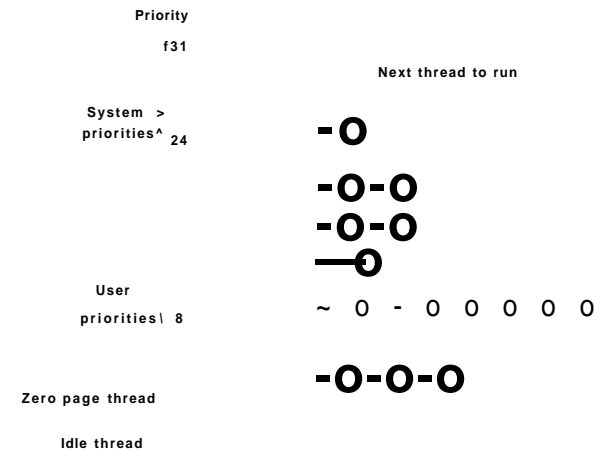 Priority
f31
Next thread to run
System >
priorities^ 24
-O
-O-O
-O-O
—O
User
priorities\ 8
~ O - O O O O O
-O-O-O
Zero page thread
Idle thread